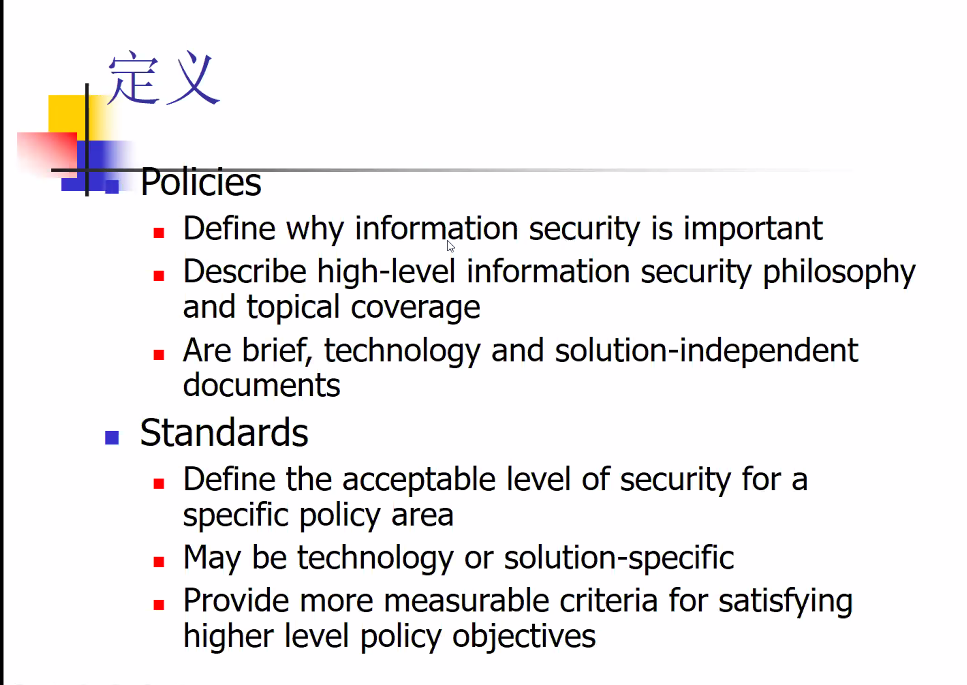 定义
Policies
Define why information security is important
Describe high-level information security philosophy
and topical coverage
Are brief, technology and solution-independent
documents
Standards
Define the acceptable level of security for a
specific policy area
May be technology or solution-specific
Provide more measurable criteria for satisfying
higher level policy objectives